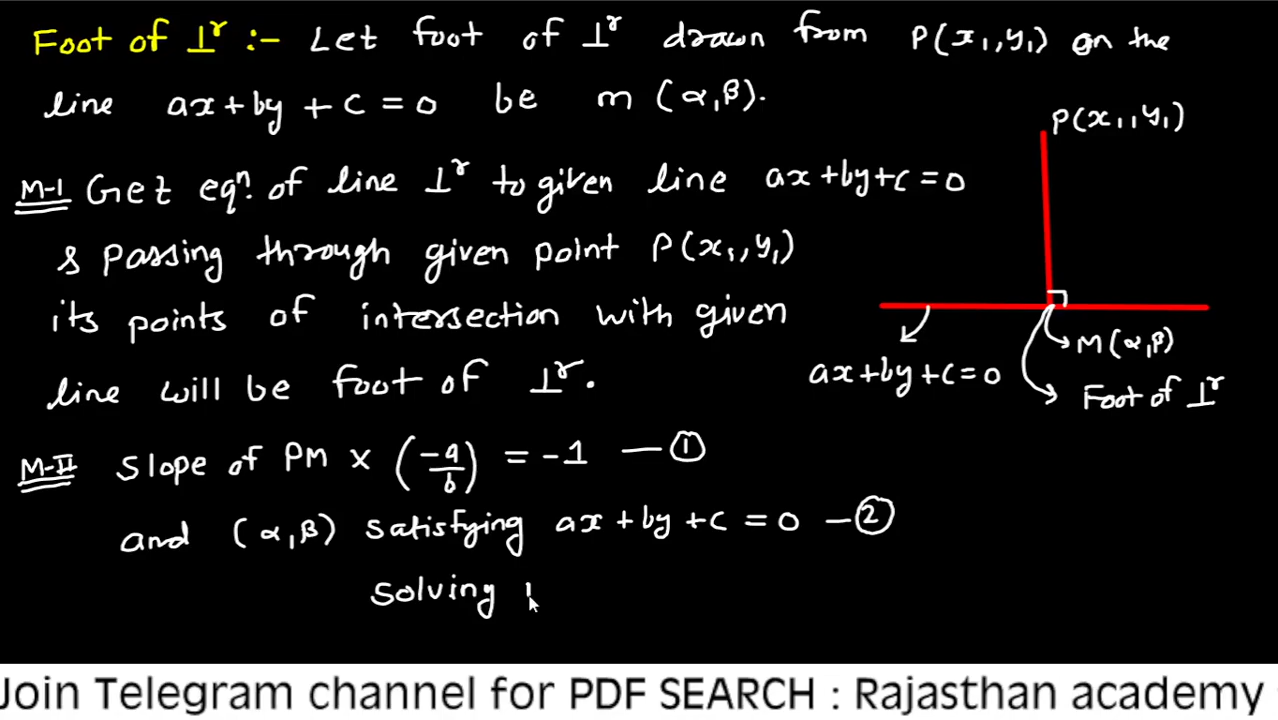 Foot of ⊥r :- Let foot of ⊥r drawn from P(x1,y1) on the
line ax+by+c=0 be m (α,β).
M-I Get eqn. of line ⊥r to given line ax+by+c=0
& passing through given point P(x1,y1)
its points of intersection with given
line will be foot of ⊥r.
M-II Slope of PM × (-a/b) = -1 —①
and (α,β) satisfying ax+by+c=0 —②
Solving 1
P(x1,y1)
M(α,β)
ax+by+c=0
Foot of ⊥r
Join Telegram channel for PDF SEARCH : Rajasthan academy